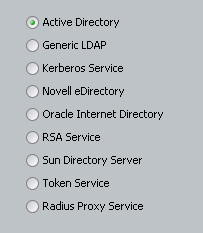 Active Directory
Generic LDAP
Kerberos Service
Novell eDirectory
Oracle Internet Directory
RSA Service
Sun Directory Server
Token Service
Radius Proxy Service